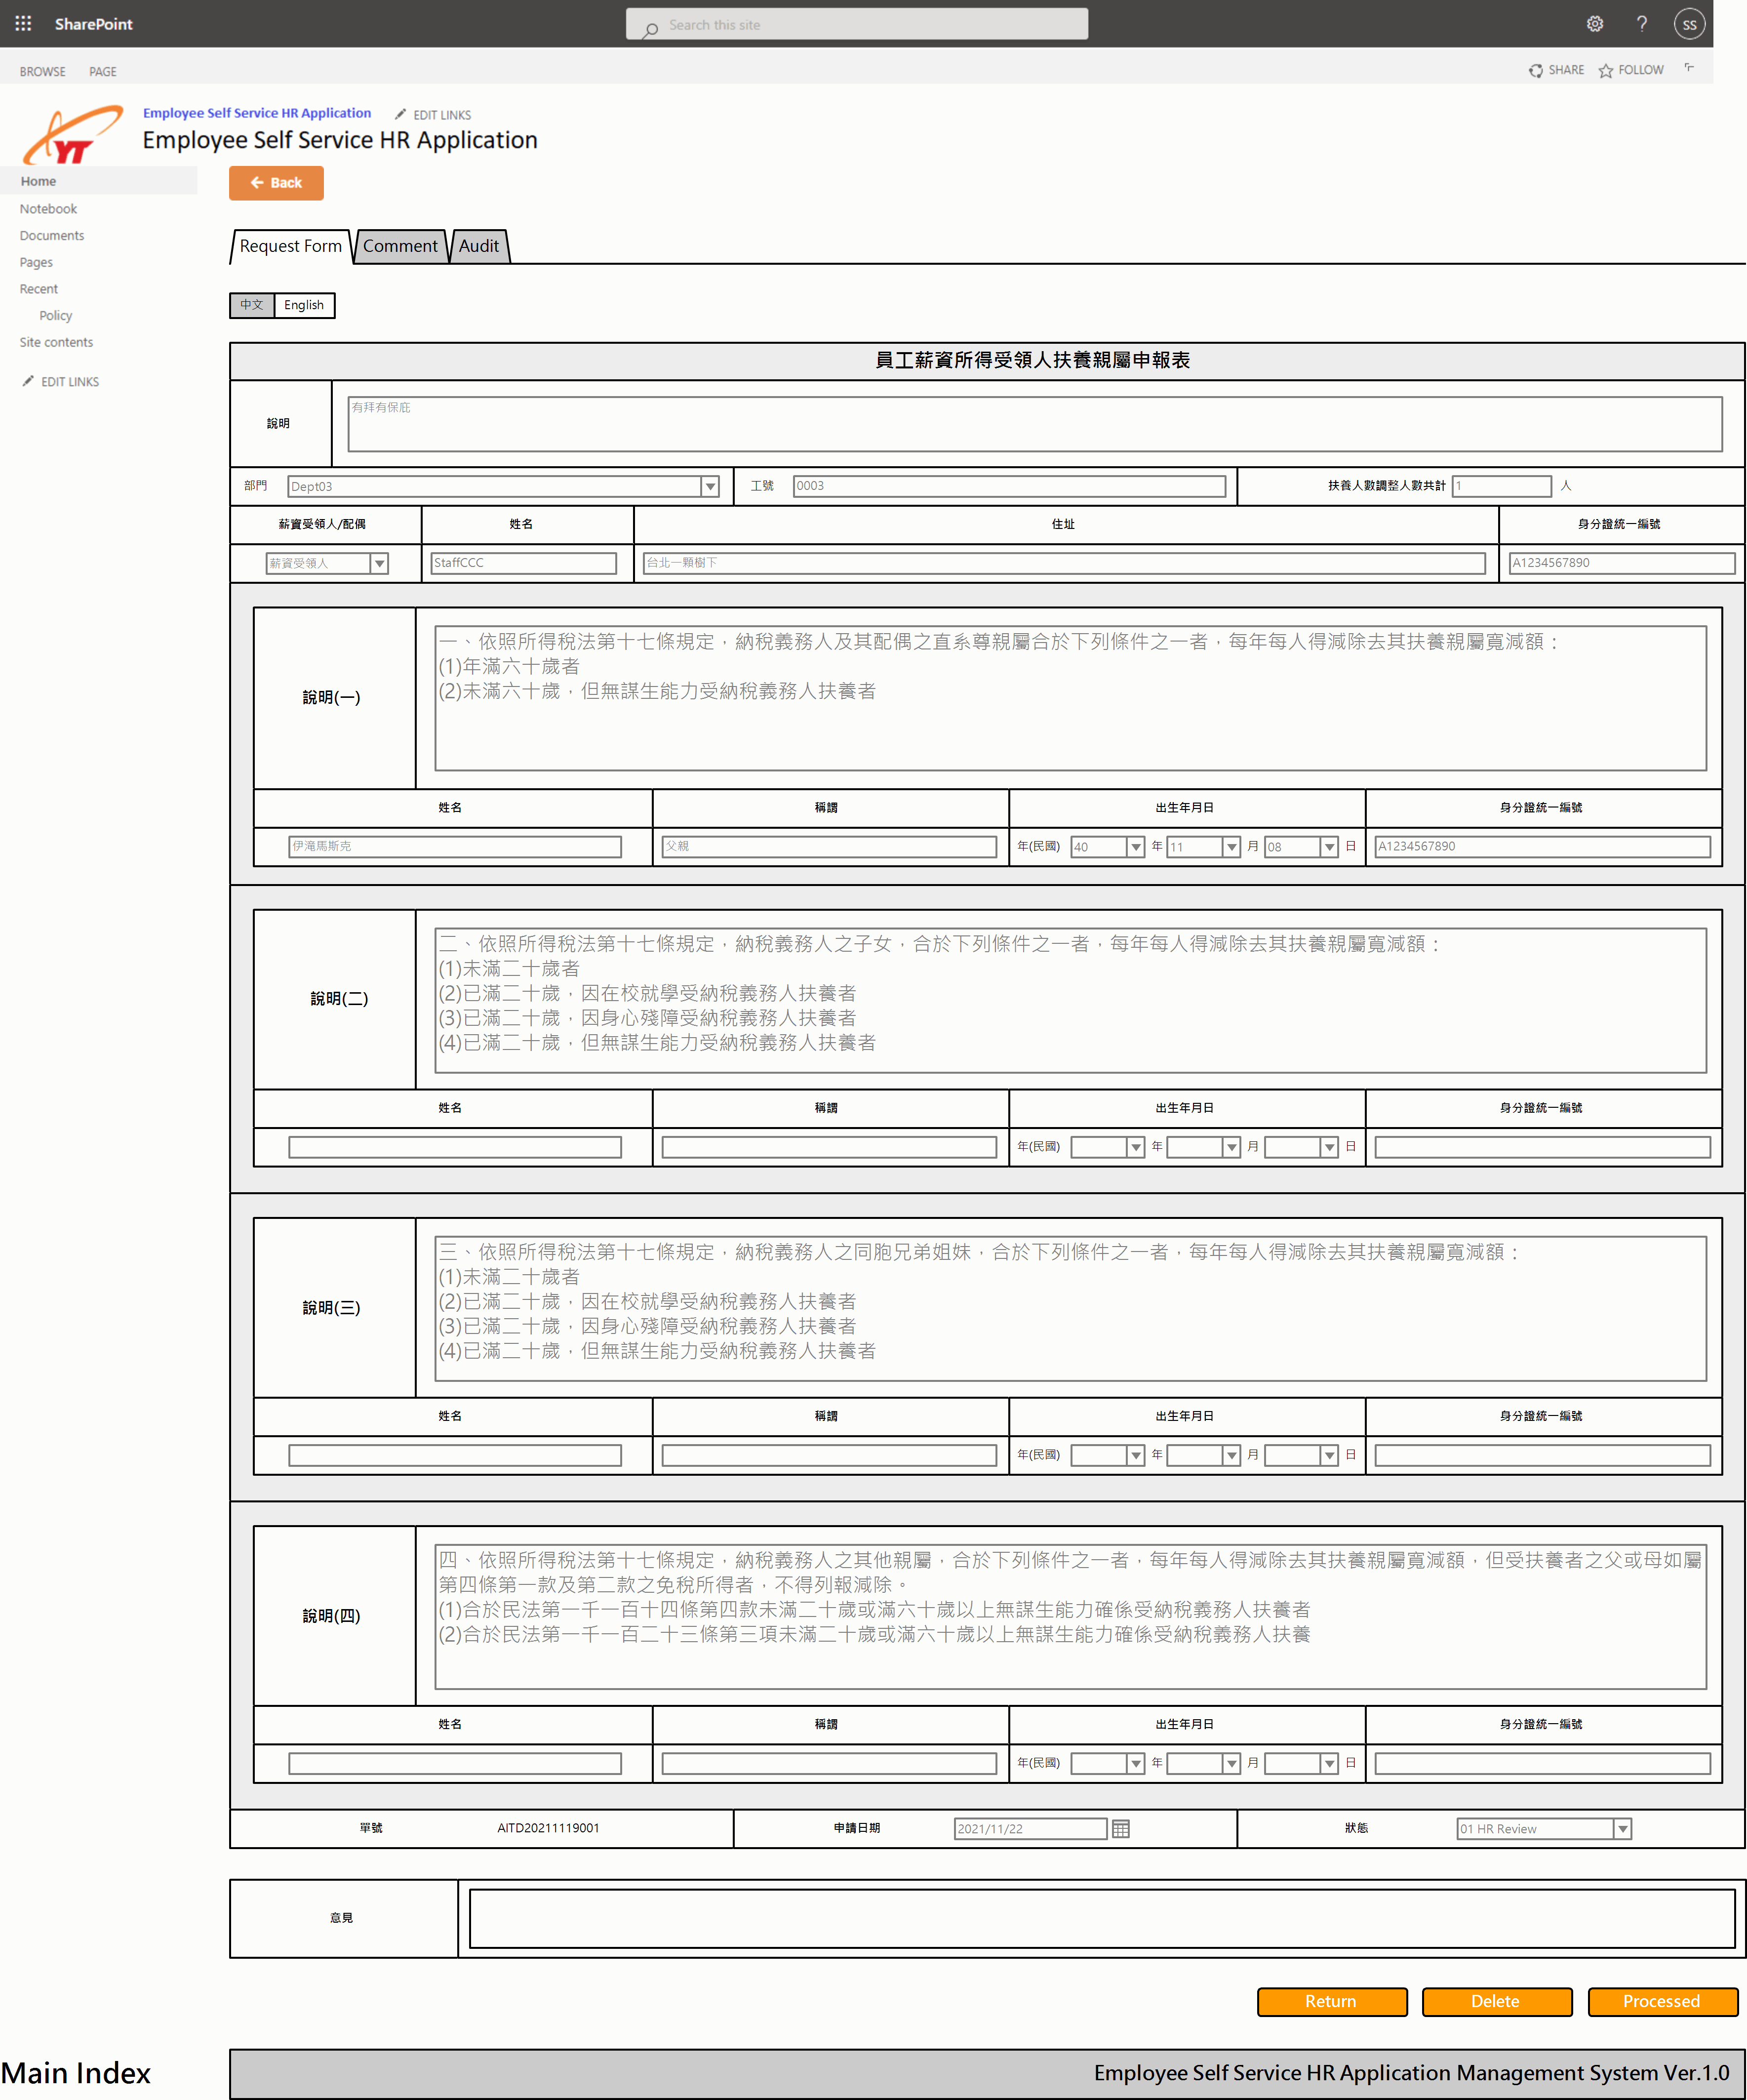 SharePoint
Search this site
?
SS
BROWSE PAGE
SHARE FOLLOW
Employee Self Service HR Application EDIT LINKS
Employee Self Service HR Application
YT
Home
Notebook
Documents
Pages
Recent
Policy
Site contents
EDIT LINKS
Back
Request Form Comment Audit
中文 English
員工薪資所得受領人扶養親屬申報表
說明 有拜有保庇
部門 Dept03 工號 0003 扶養人數調整人數共計 1 人
薪資受領人/配偶 姓名 住址 身分證統一編號
薪資受領人 StaffCCC 台北一顆樹下 A1234567890
說明(一)
一、依照所得稅法第十七條規定，納稅義務人及其配偶之直系尊親屬合於下列條件之一者，每年每人得減除去其扶養親屬寬減額：
(1)年滿六十歲者
(2)未滿六十歲，但無謀生能力受納稅義務人扶養者
姓名 稱謂 出生年月日 身分證統一編號
伊滝馬斯克 父親 年(民國) 40 年 11 月 08 日 A1234567890
說明(二)
二、依照所得稅法第十七條規定，納稅義務人之子女，合於下列條件之一者，每年每人得減除去其扶養親屬寬減額：
(1)未滿二十歲者
(2)已滿二十歲，因在校就學受納稅義務人扶養者
(3)已滿二十歲，因身心殘障受納稅義務人扶養者
(4)已滿二十歲，但無謀生能力受納稅義務人扶養者
姓名 稱謂 出生年月日 身分證統一編號
年(民國) 年 月 日
說明(三)
三、依照所得稅法第十七條規定，納稅義務人之同胞兄弟姐妹，合於下列條件之一者，每年每人得減除去其扶養親屬寬減額：
(1)未滿二十歲者
(2)已滿二十歲，因在校就學受納稅義務人扶養者
(3)已滿二十歲，因身心殘障受納稅義務人扶養者
(4)已滿二十歲，但無謀生能力受納稅義務人扶養者
姓名 稱謂 出生年月日 身分證統一編號
年(民國) 年 月 日
說明(四)
四、依照所得稅法第十七條規定，納稅義務人之其他親屬，合於下列條件之一者，每年每人得減除去其扶養親屬寬減額，但受扶養者之父或母如屬
第四條第一款及第二款之免稅所得者，不得列報減除。
(1)合於民法第一千一百十四條第四款未滿二十歲或滿六十歲以上無謀生能力確係受納稅義務人扶養者
(2)合於民法第一千一百二十三條第三項未滿二十歲或滿六十歲以上無謀生能力確係受納稅義務人扶養
姓名 稱謂 出生年月日 身分證統一編號
年(民國) 年 月 日
單號 AITD20211119001 申請日期 2021/11/22 狀態 01 HR Review
意見
Return Delete Processed
Main Index
Employee Self Service HR Application Management System Ver.1.0